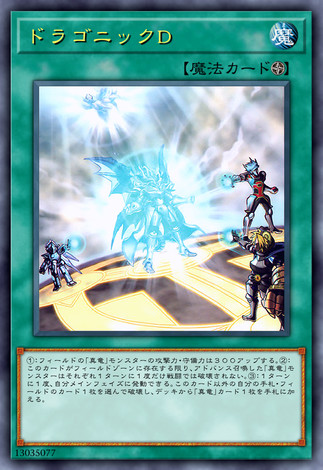 ドラゴニックD
魔
【魔法カード】
①:フィールドの「真竜」モンスターの攻撃力・守備力は300アップする。②:
このカードがフィールドゾーンに存在する限り、アドバンス召喚した「真竜」モ
ンスターはそれぞれ1ターンに1度だけ戦闘では破壊されない。③:1ターン
に1度、自分メインフェイズに発動できる。このカード以外の自分の手札・フィ
ールドのカード1枚を選んで破壊し、デッキから「真竜」カード1枚を手札に加
える。
13035077